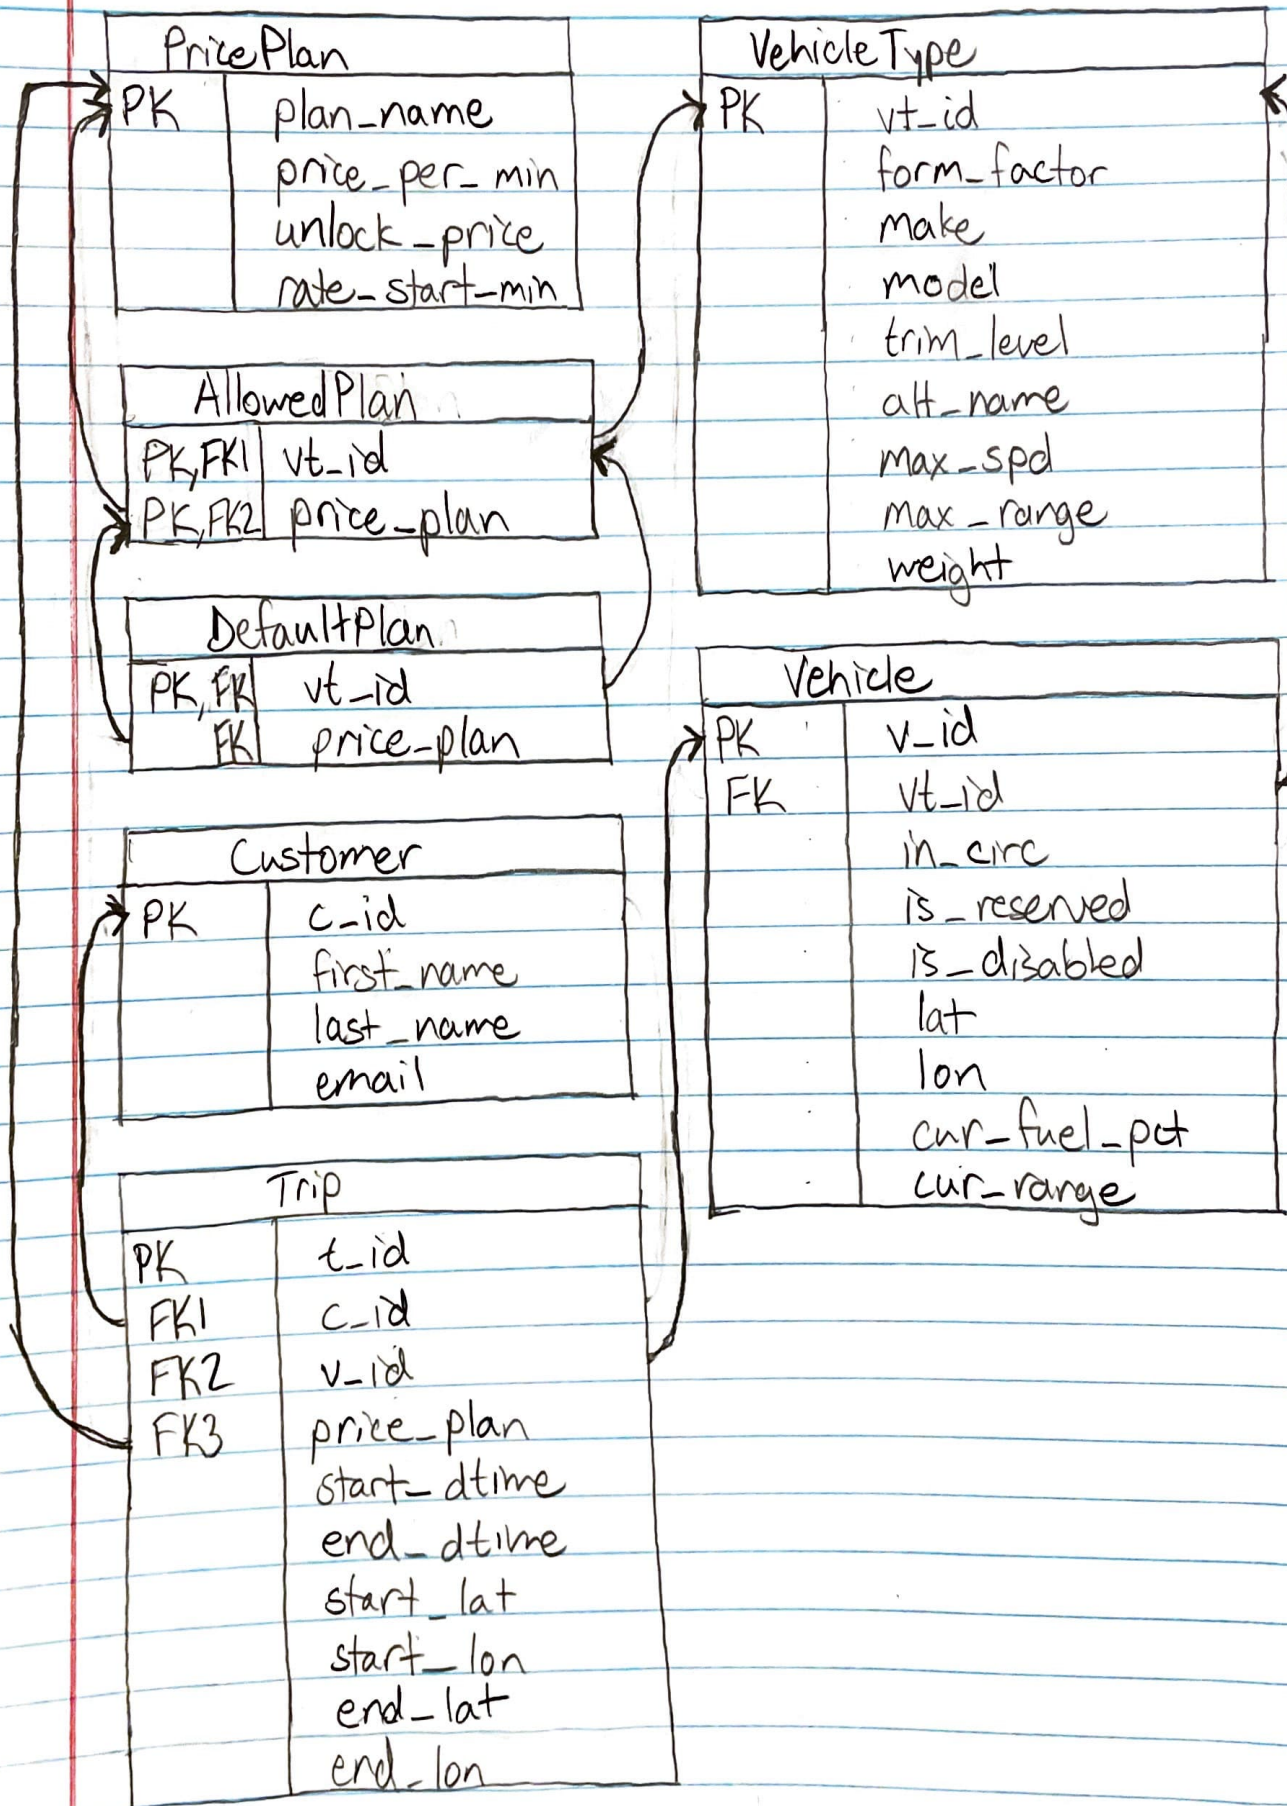 PricePlan
PK plan_name
price_per_min
unlock_price
rate_start_min
AllowedPlan
PK,FK1 vt_id
PK,FK2 price_plan
DefaultPlan
PK,FK vt_id
FK price_plan
Customer
PK c_id
first_name
last_name
email
Trip
PK t_id
FK1 c_id
FK2 v_id
FK3 price_plan
start_dtime
end_dtime
start_lat
start_lon
end_lat
end_lon
VehicleType
PK vt_id
form_factor
make
model
trim_level
alt_name
max_spd
max_range
weight
Vehicle
PK v_id
FK vt_id
in_circ
is_reserved
is_disabled
lat
lon
cur_fuel_pct
cur_range